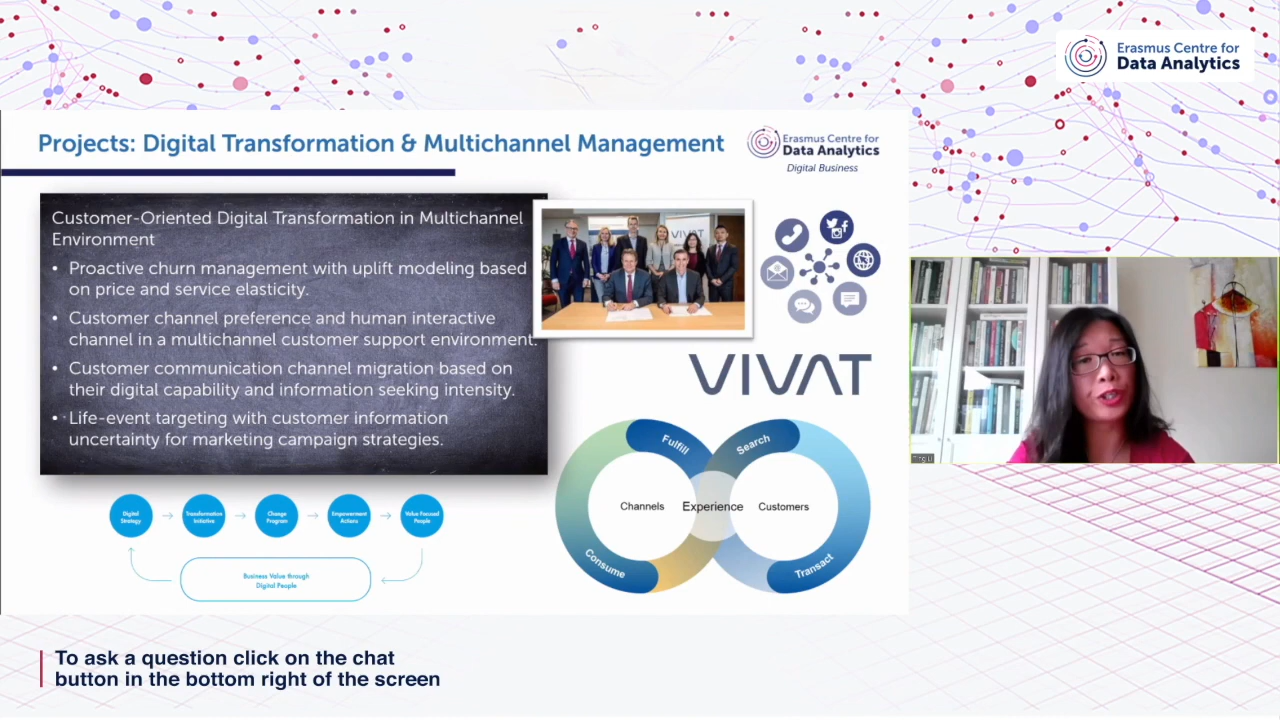 Erasmus Centre for
Data Analytics
Projects: Digital Transformation & Multichannel Management
Erasmus Centre for
Data Analytics
Digital Business
Customer-Oriented Digital Transformation in Multichannel
Environment
• Proactive churn management with uplift modeling based
on price and service elasticity.
• Customer channel preference and human interactive
channel in a multichannel customer support environment.
• Customer communication channel migration based on
their digital capability and information seeking intensity.
• Life-event targeting with customer information
uncertainty for marketing campaign strategies.
VIVAT
VIVAT
Fulfill
Search
Channels
Experience
Customers
Consume
Transact
Digital
Strategy
Transformation
Initiative
Change
Program
Empowerment
Actions
Value Focused
People
Business Value through
Digital People
To ask a question click on the chat
button in the bottom right of the screen